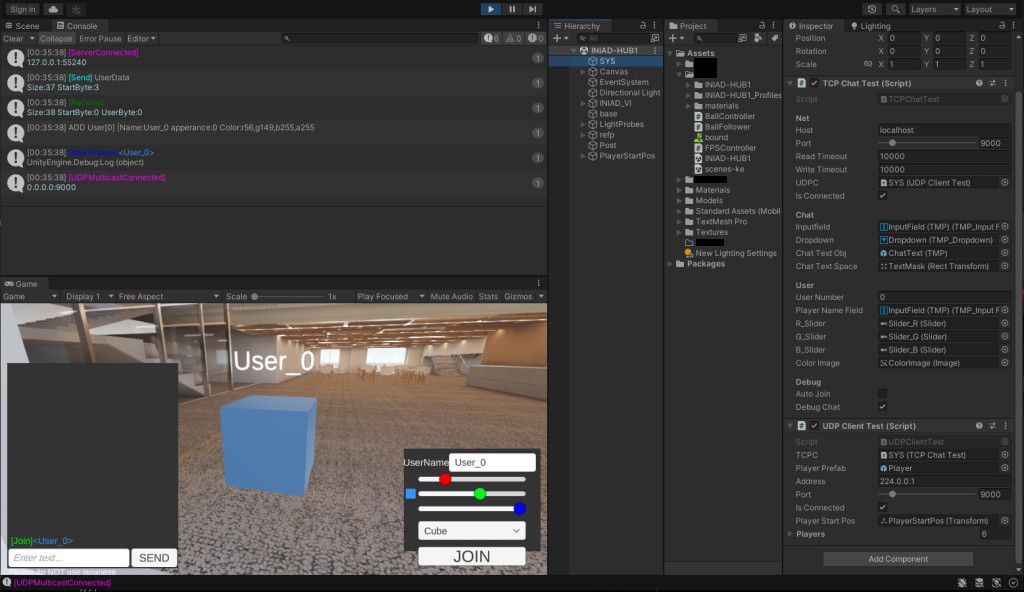 Sign in
Layers
Layout
Scene
Console
Clear
Collapse
Error Pause
Editor
6
0
0
[00:35:38] [ServerConnected]
127.0.0.1:55240
1
[00:35:38] [Send] UserData
Size:37 StartByte:3
1
[00:35:38] [Receive]
Size:38 StartByte:0 UserByte:0
1
[00:35:38] ADD User[0] |Name:User_0 apperance:0 Color:r56,g149,b255,a255
1
[00:35:38] <User_0>
UnityEngine.Debug:Log (object)
1
[00:35:38] [UDPMulticastConnected]
0.0.0.0:9000
1
Game
Game
Display 1
Free Aspect
Scale
1x
Play Focused
Mute Audio
Stats
Gizmos
User_0
UserName
User_0
Cube
JOIN
[Join]<User_0>
Enter text...
SEND
[UDPMulticastConnected]
Hierarchy
All
INIAD-HUB1
SYS
Canvas
EventSystem
Directional Light
INIAD_VI
base
LightProbes
refp
Post
PlayerStartPos
Project
Assets
INIAD-HUB1
INIAD-HUB1_Profiles
materials
BallController
BallFollower
bound
FPSController
INIAD-HUB1
scenes-ke
Materials
Models
Standard Assets (Mobil
TextMesh Pro
Textures
New Lighting Settings
Packages
Inspector
Lighting
Position
X 0 Y 0 Z 0
Rotation
X 0 Y 0 Z 0
Scale
X 1 Y 1 Z 1
TCP Chat Test (Script)
Script
TCPChatTest
Net
Host
localhost
Port
9000
Read Timeout
10000
Write Timeout
10000
UDPC
SYS (UDP Client Test)
Is Connected
Chat
Inputfield
InputField (TMP) (TMP_Input F
Dropdown
Dropdown (TMP_Dropdown)
Chat Text Obj
ChatText (TMP)
Chat Text Space
TextMask (Rect Transform)
User
User Number
0
Player Name Field
InputField (TMP) (TMP_Input F
R_Slider
Slider_R (Slider)
G_Slider
Slider_G (Slider)
B_Slider
Slider_B (Slider)
Color Image
ColorImage (Image)
Debug
Auto Join
Debug Chat
UDP Client Test (Script)
Script
UDPClientTest
TCPC
SYS (TCP Chat Test)
Player Prefab
Player
Address
224.0.0.1
Port
9000
Is Connected
Player Start Pos
PlayerStartPos (Transform)
Players
6
Add Component